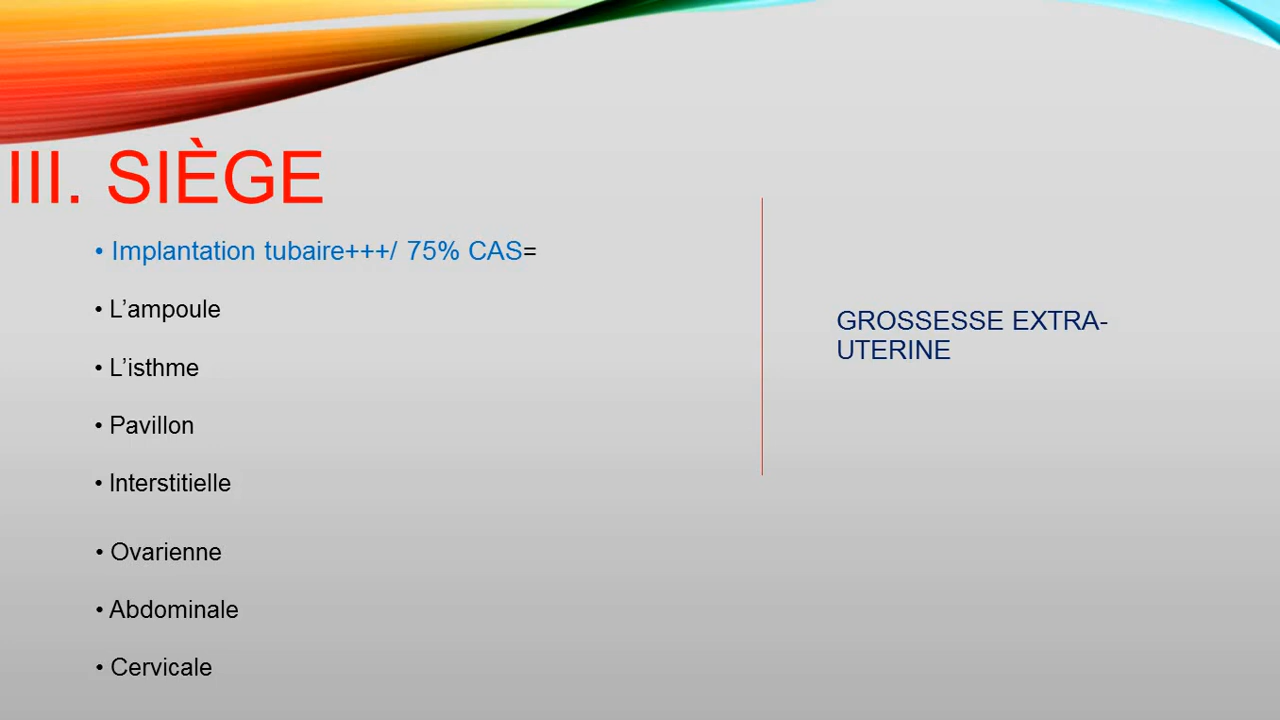 III. SIÈGE
• Implantation tubaire+++/ 75% CAS=
• L’ampoule
• L’isthme
• Pavillon
• Interstitielle
• Ovarienne
• Abdominale
• Cervicale
GROSSESSE EXTRA-
UTERINE